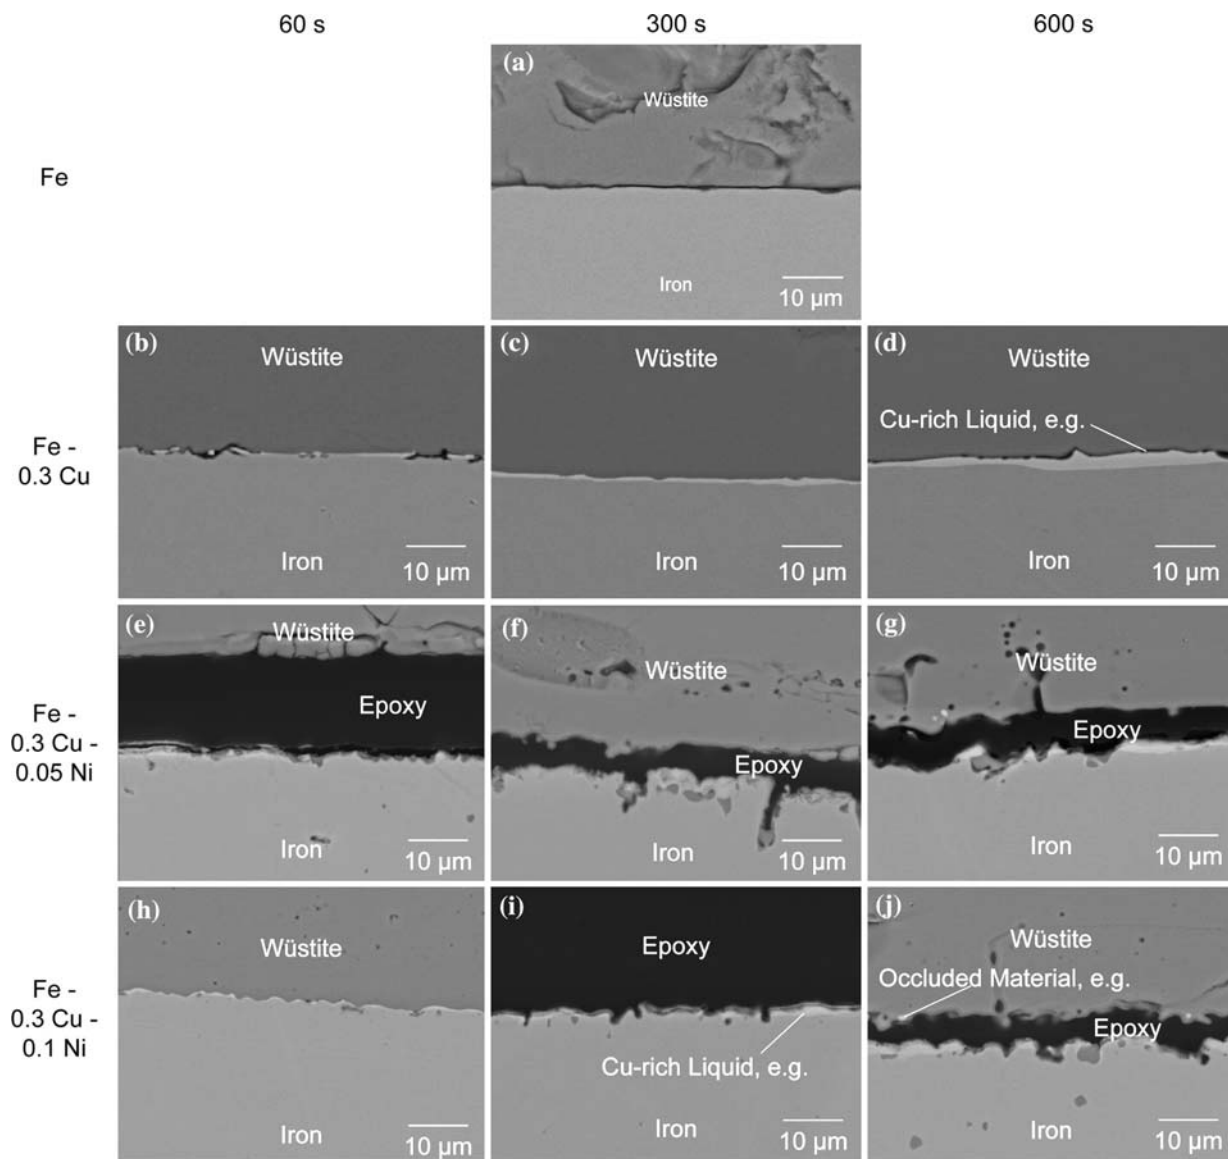 60 s 300 s 600 s
Fe
(a)
Wüstite
Iron
10 µm
Fe -
0.3 Cu
(b)
Wüstite
Iron
10 µm
(c)
Wüstite
Iron
10 µm
(d)
Wüstite
Cu-rich Liquid, e.g.
Iron
10 µm
Fe -
0.3 Cu -
0.05 Ni
(e)
Wüstite
Epoxy
Iron
10 µm
(f)
Wüstite
Epoxy
Iron
10 µm
(g)
Wüstite
Epoxy
Iron
10 µm
Fe -
0.3 Cu -
0.1 Ni
(h)
Wüstite
Iron
10 µm
(i)
Epoxy
Cu-rich Liquid, e.g.
Iron
10 µm
(j)
Wüstite
Occluded Material, e.g.
Epoxy
Iron
10 µm